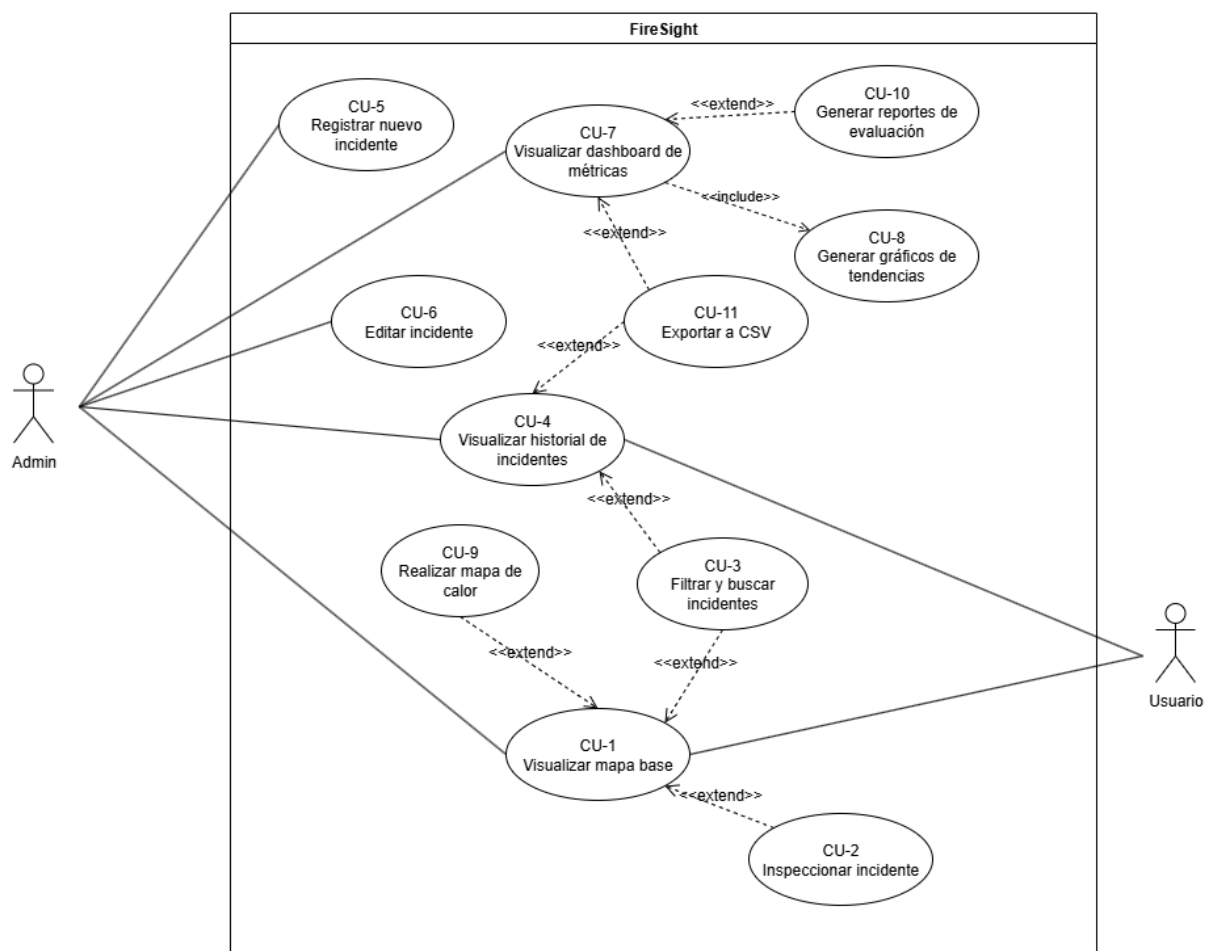 FireSight
CU-5
Registrar nuevo
incidente
CU-10
Generar reportes de
evaluación
<<extend>>
CU-7
Visualizar dashboard de
métricas
<<include>>
<<extend>>
CU-8
Generar gráficos de
tendencias
CU-6
Editar incidente
CU-11
Exportar a CSV
<<extend>>
CU-4
Visualizar historial de
incidentes
Admin
<<extend>>
CU-9
Realizar mapa de
calor
CU-3
Filtrar y buscar
incidentes
<<extend>>
<<extend>>
Usuario
CU-1
Visualizar mapa base
<<extend>>
CU-2
Inspeccionar incidente